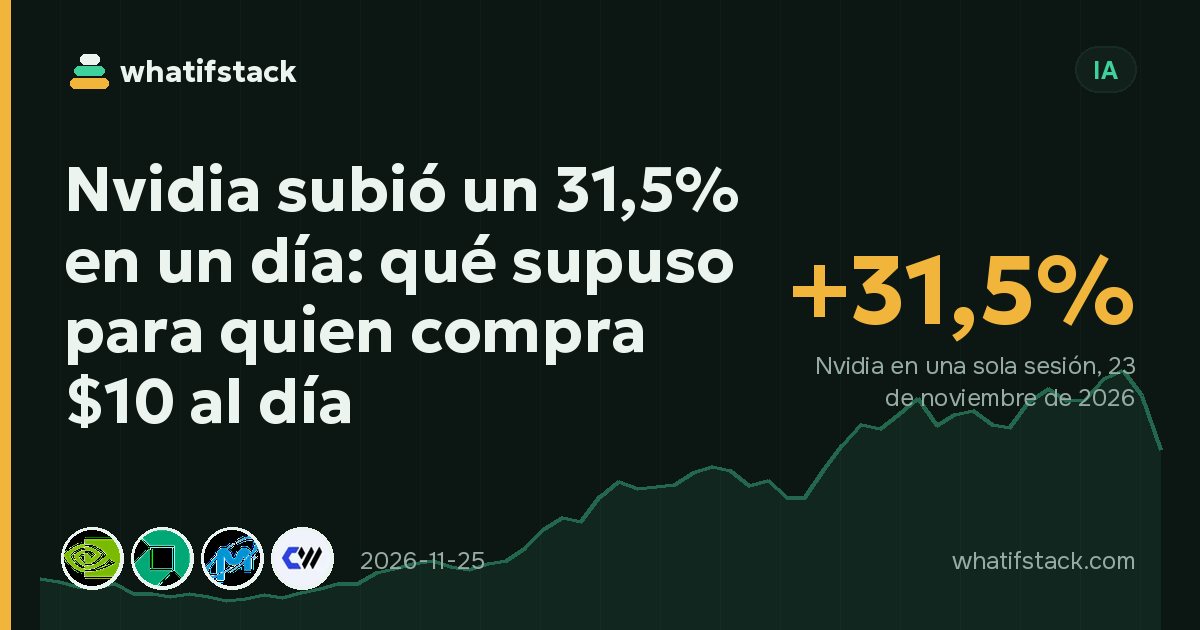 whatifstack
IA
Nvidia subió un 31,5%
en un día: qué supuso
para quien compra
$10 al día
+31,5%
Nvidia en una sola sesión, 23
de noviembre de 2026
2026-11-25
whatifstack.com